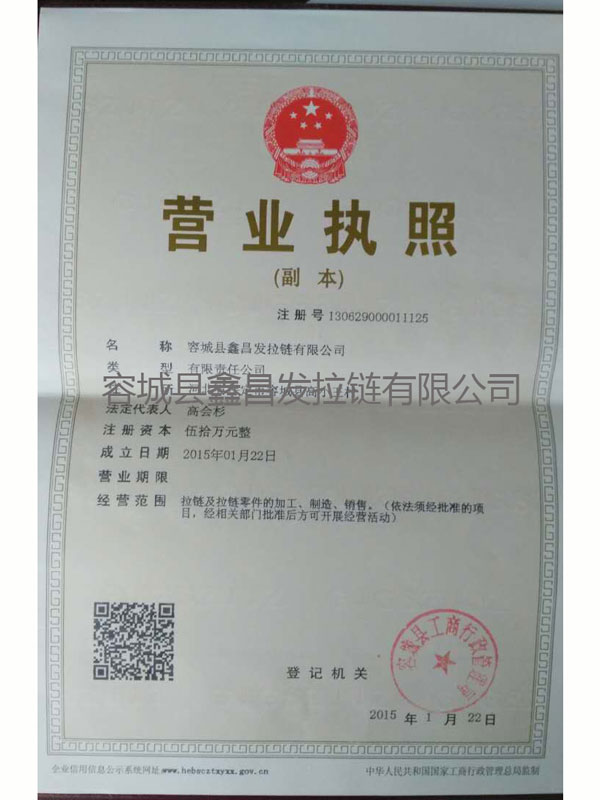 营业执照
(副 本)
注册号 130629000011125
名 称 容城县鑫昌发拉链有限公司
类 型 有限责任公司
容城县鑫昌发拉链有限公司
法定代表人 高会杉
注册资本 伍拾万元整
成立日期 2015年01月22日
营业期限
经营范围 拉链及拉链零件的加工、制造、销售。(依法须经批准的项
目,经相关部门批准后方可开展经营活动)
容城县工商行政管理局
登记机关
2015 年 1 月 22日
企业信用信息公示系统网址:www.hebscztxyxx.gov.cn
中华人民共和国国家工商行政管理总局监制